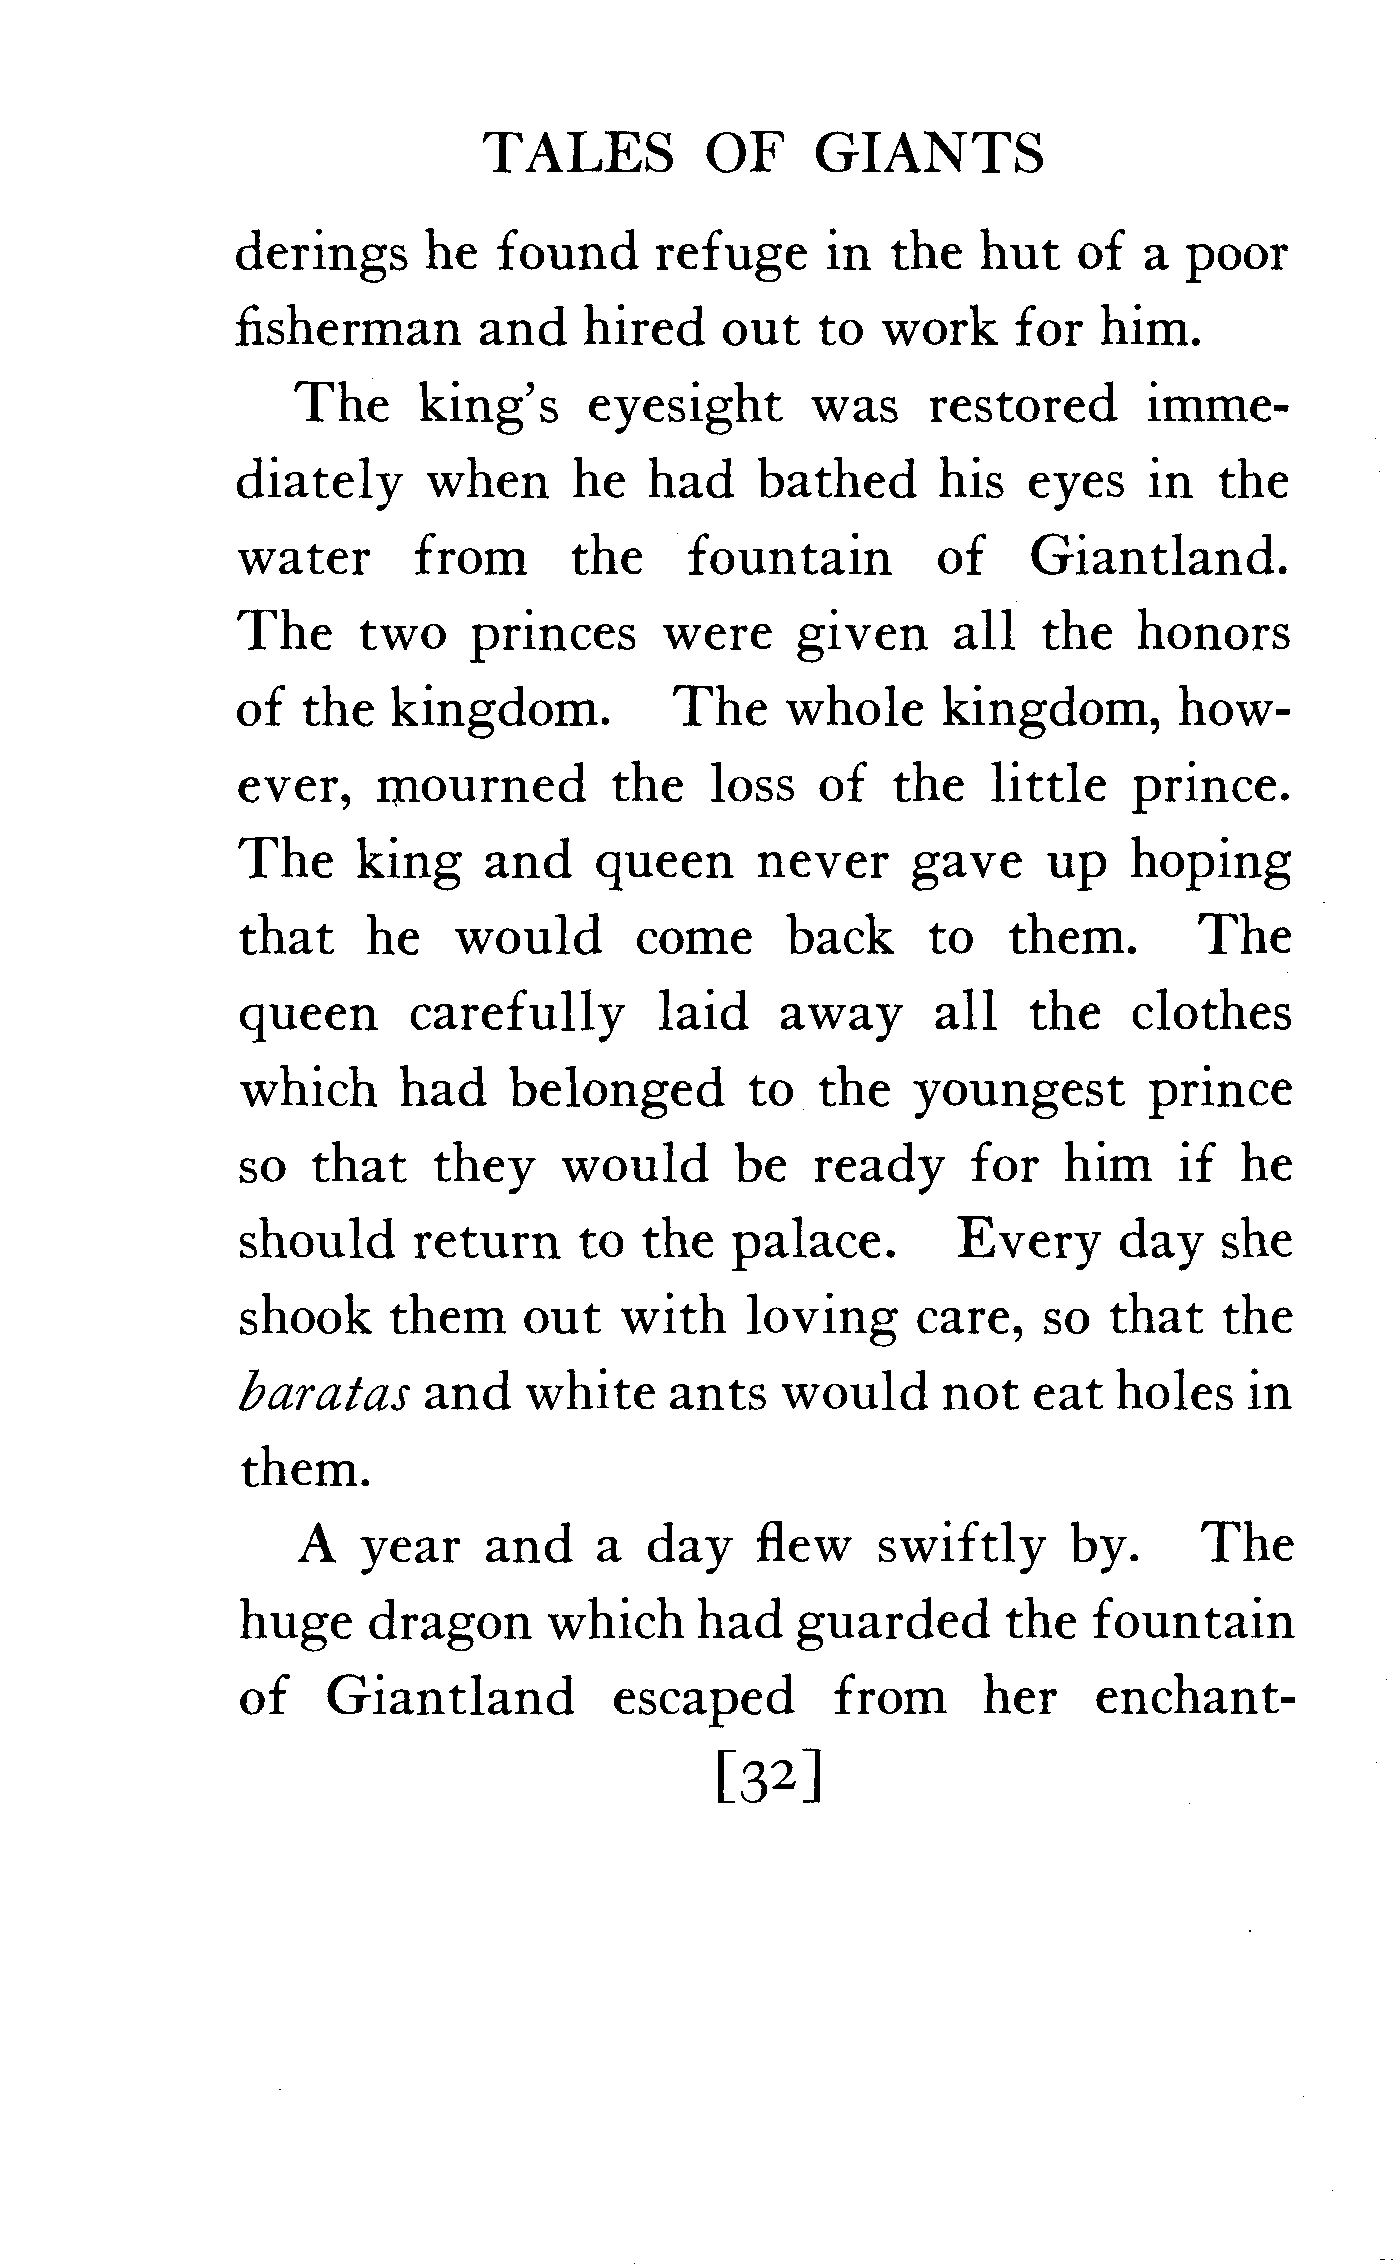 TALES OF GIANTS
derings he found refuge in the hut of a poor
fisherman and hired out to work for him.
The king's eyesight was restored imme-
diately when he had bathed his eyes in the
water from the fountain of Giantland.
The two princes were given all the honors
of the kingdom. The whole kingdom, how-
ever, mourned the loss of the little prince.
The king and queen never gave up hoping
that he would come back to them. The
queen carefully laid away all the clothes
which had belonged to the youngest prince
so that they would be ready for him if he
should return to the palace. Every day she
shook them out with loving care, so that the
baratas and white ants would not eat holes in
them.
A year and a day flew swiftly by. The
huge dragon which had guarded the fountain
of Giantland escaped from her enchant-
[32]